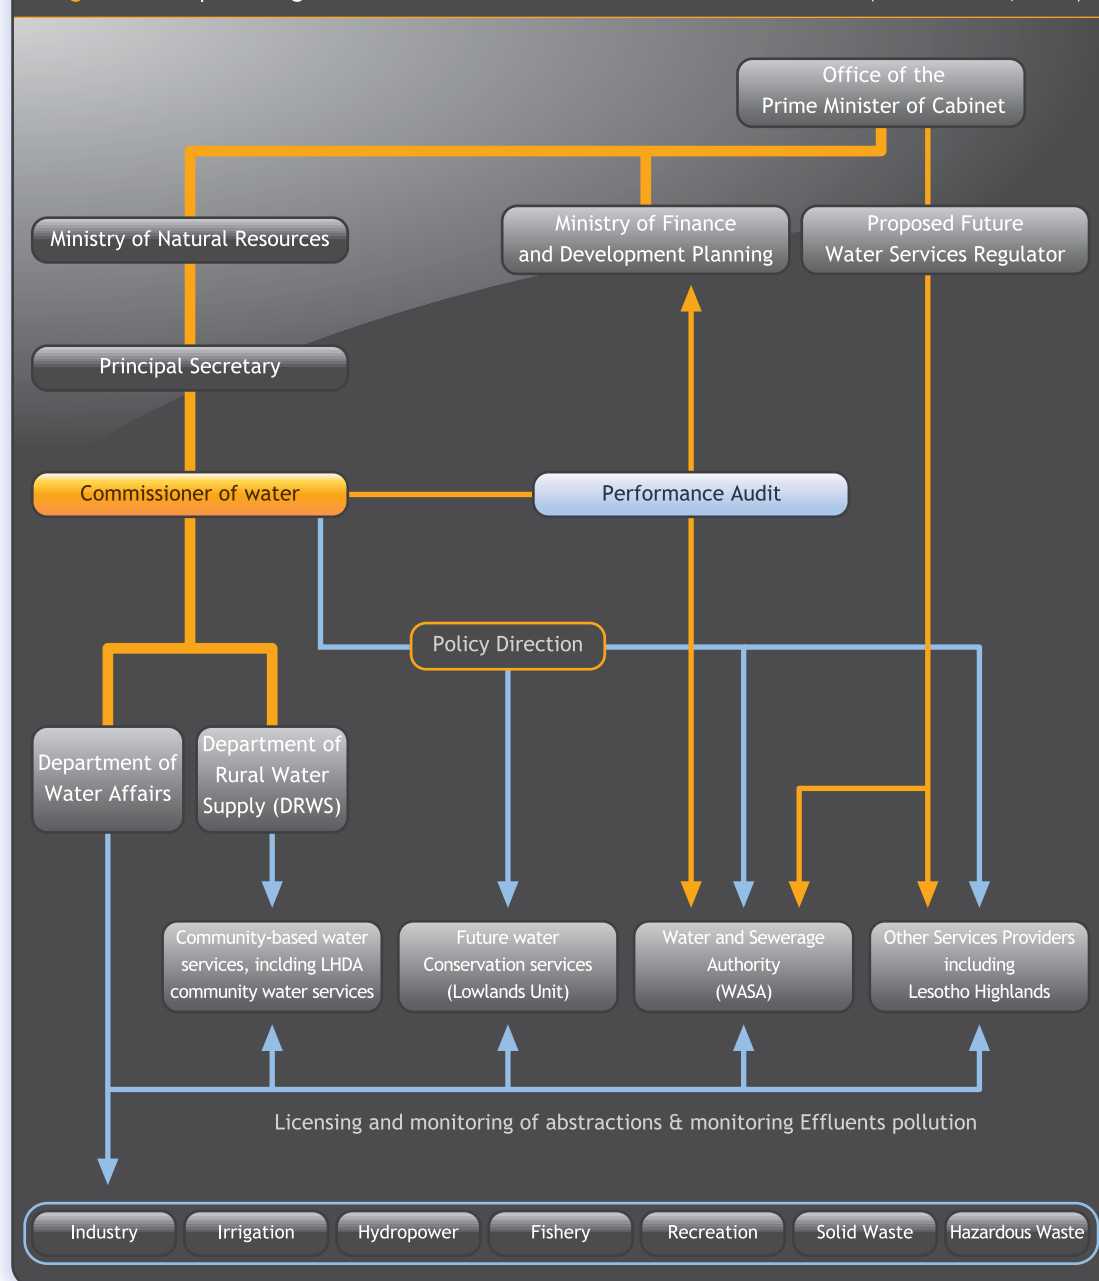 Office of the
Prime Minister of Cabinet
Ministry of Natural Resources
Ministry of Finance
and Development Planning
Proposed Future
Water Services Regulator
Principal Secretary
Commissioner of water
Performance Audit
Policy Direction
Department of
Water Affairs
Department of
Rural Water
Supply (DRWS)
Community-based water
services, inclding LHDA
community water services
Future water
Conservation services
(Lowlands Unit)
Water and Sewerage
Authority
(WASA)
Other Services Providers
including
Lesotho Highlands
Licensing and monitoring of abstractions & monitoring Effluents pollution
Industry
Irrigation
Hydropower
Fishery
Recreation
Solid Waste
Hazardous Waste